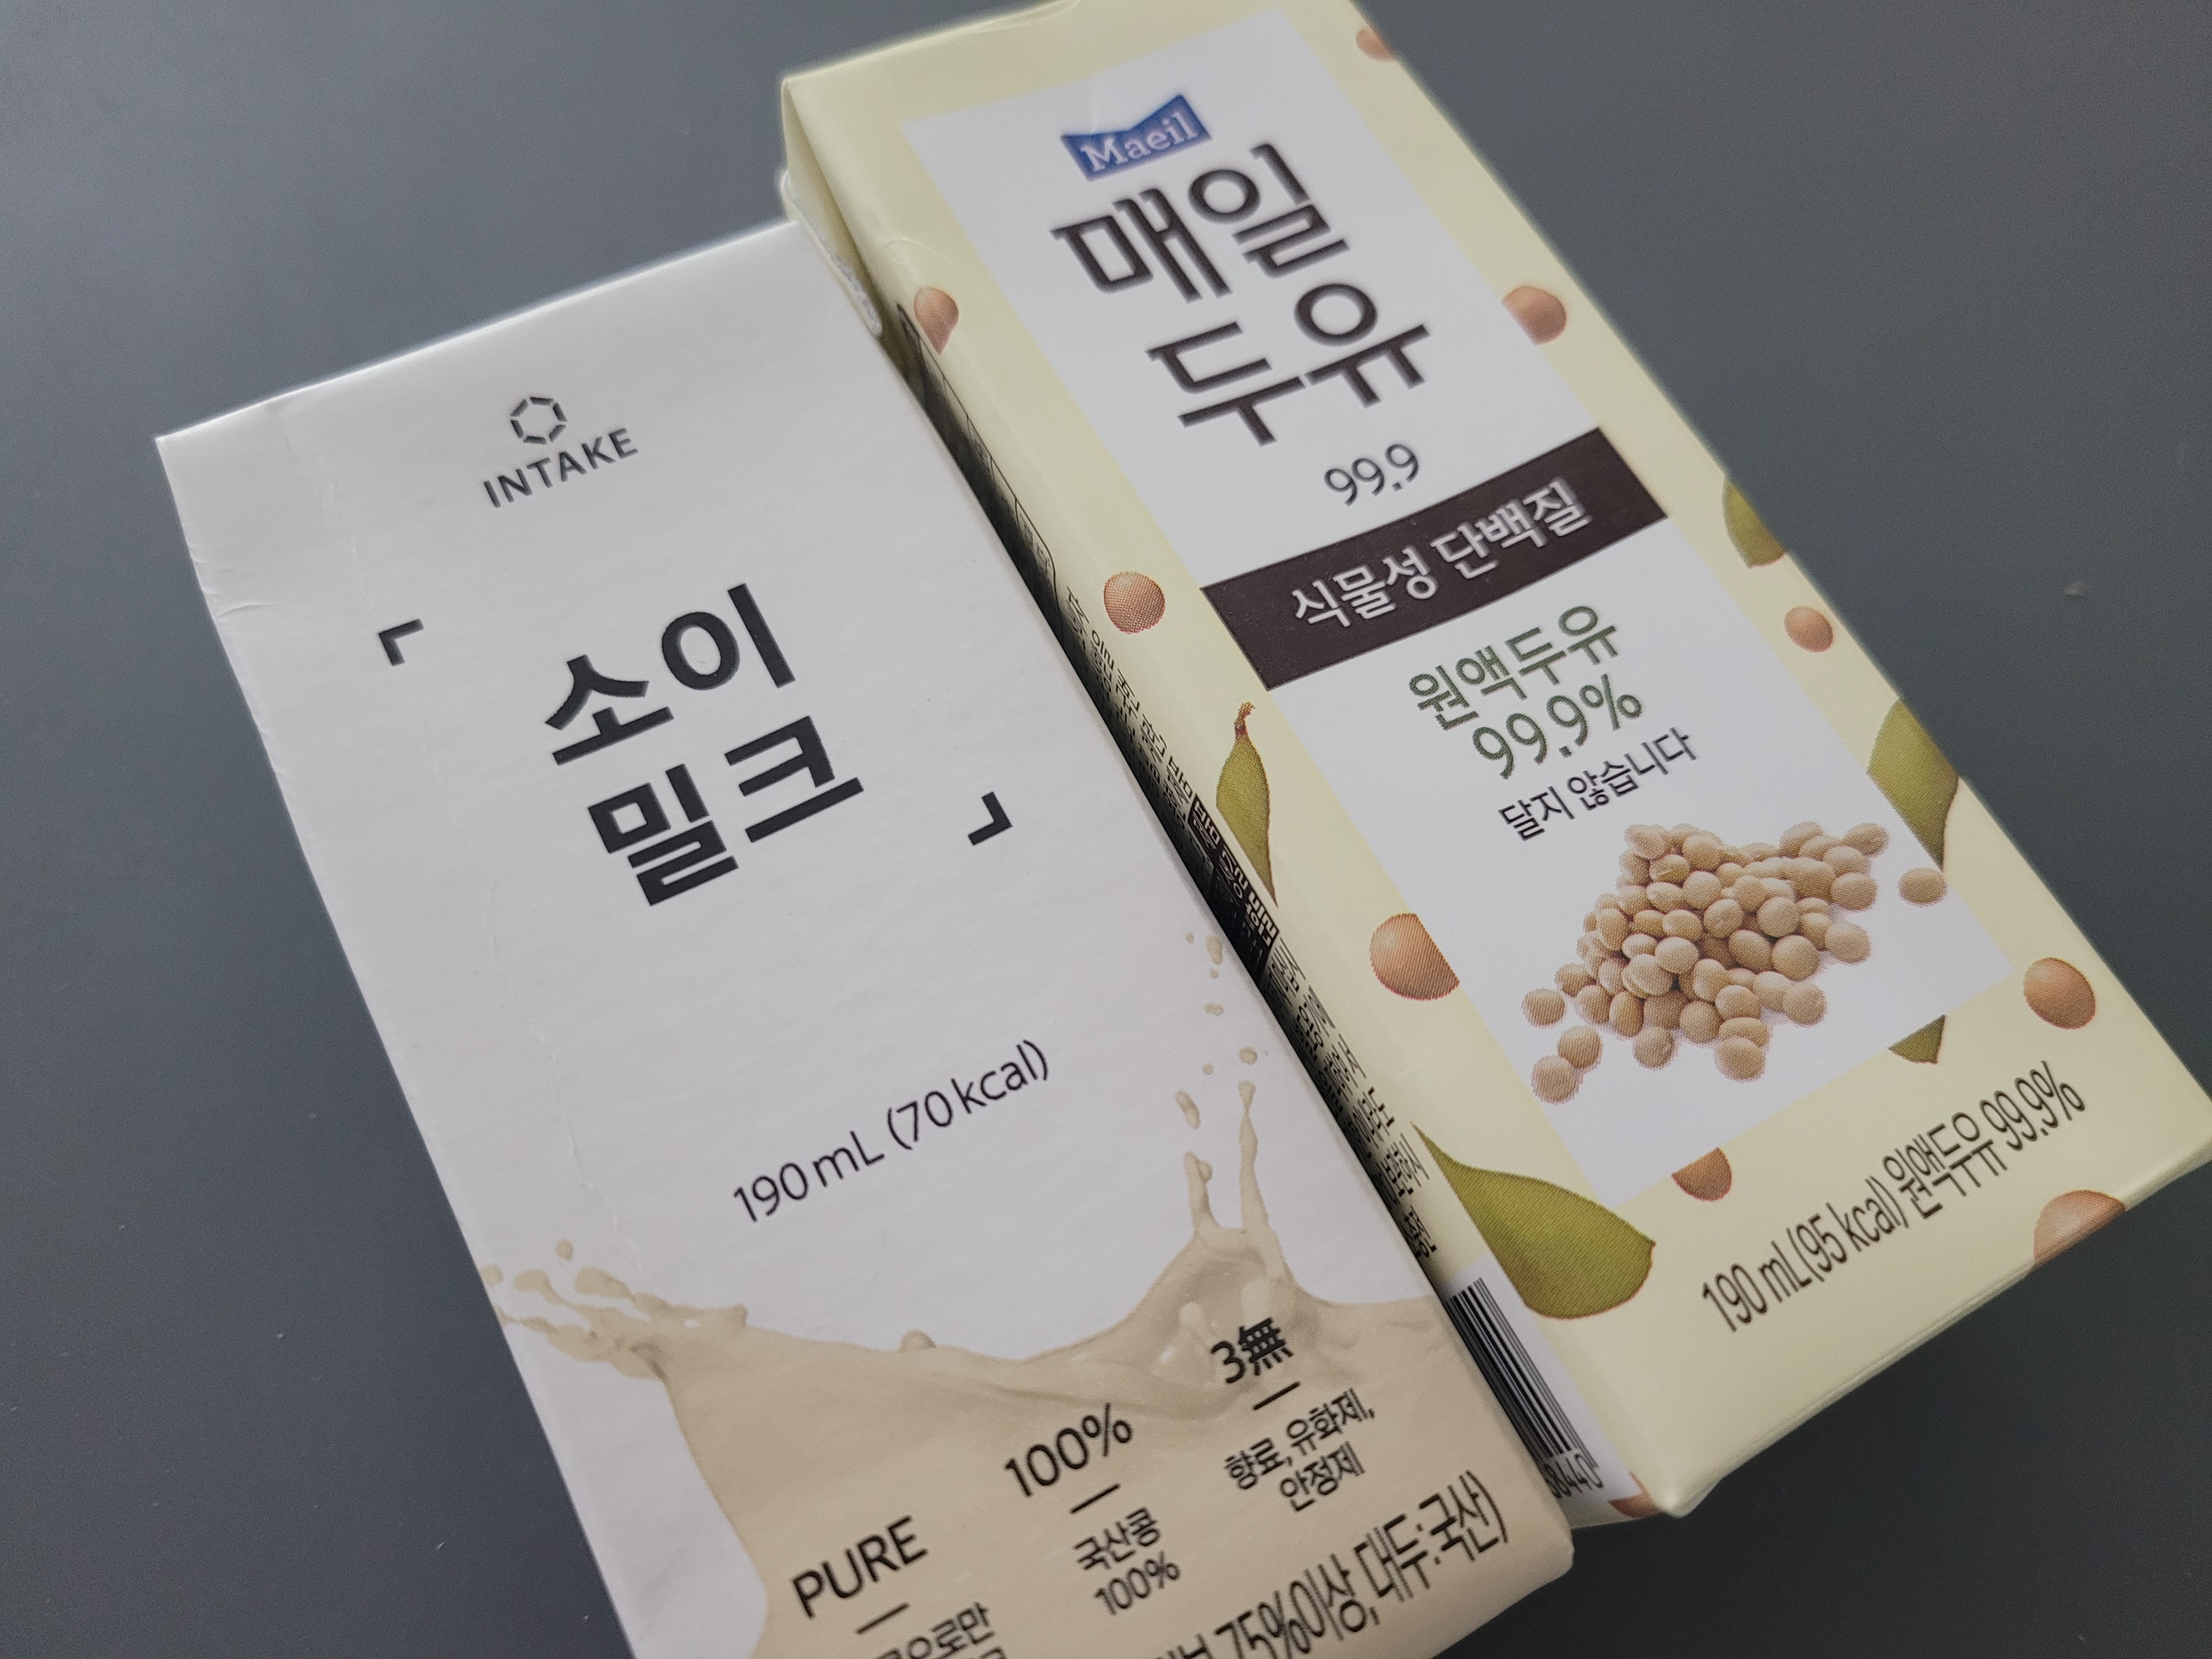 INTAKE
소이
밀크
190 mL (70 kcal)
PURE
100%
국산콩
100%
3無
향료, 유화제,
안정제
75%이상, 대두:국산)
Maeil
매일
두유
99.9
식물성 단백질
원액두유
99.9%
달지 않습니다
190 mL(95 kcal) 원액두유 99.9%